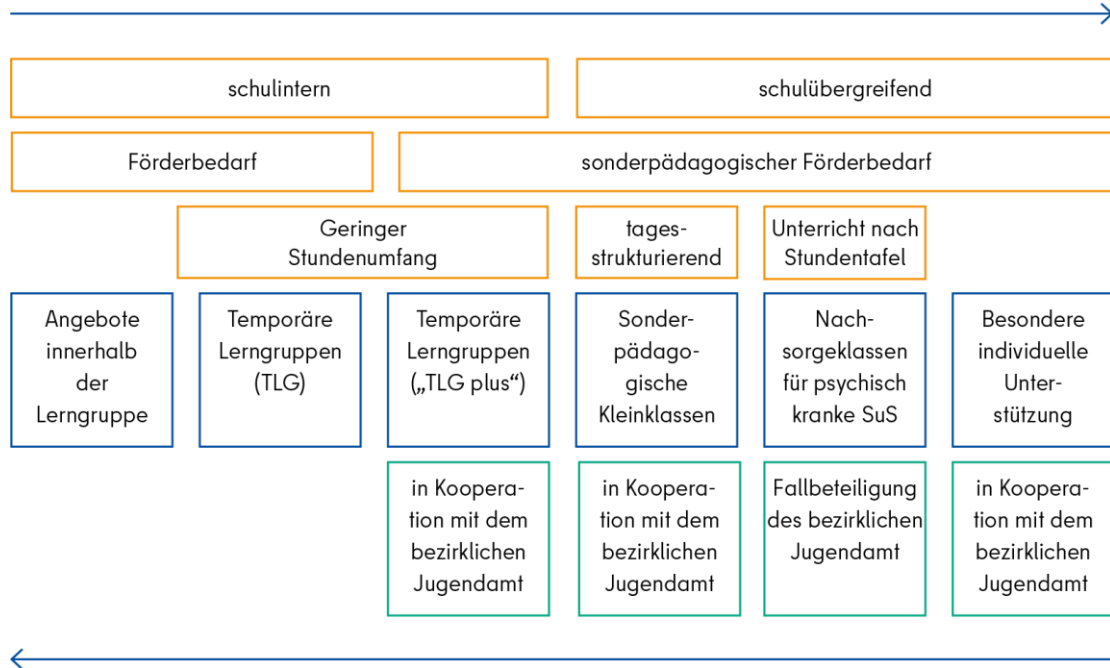 schulintern
schulübergreifend
Förderbedarf
sonderpädagogischer Förderbedarf
Geringer
Stundenumfang
tages-
strukturierend
Unterricht nach
Stundentafel
Angebote
innerhalb
der
Lerngruppe
Temporäre
Lerngruppen
(TLG)
Temporäre
Lerngruppen
(„TLG plus“)
Sonder-
pädago-
gische
Kleinklassen
Nach-
sorgeklassen
für psychisch
kranke SuS
Besondere
individuelle
Unter-
stützung
in Koopera-
tion mit dem
bezirklichen
Jugendamt
in Koopera-
tion mit dem
bezirklichen
Jugendamt
Fallbeteiligung
des bezirklichen
Jugendamt
in Koopera-
tion mit dem
bezirklichen
Jugendamt